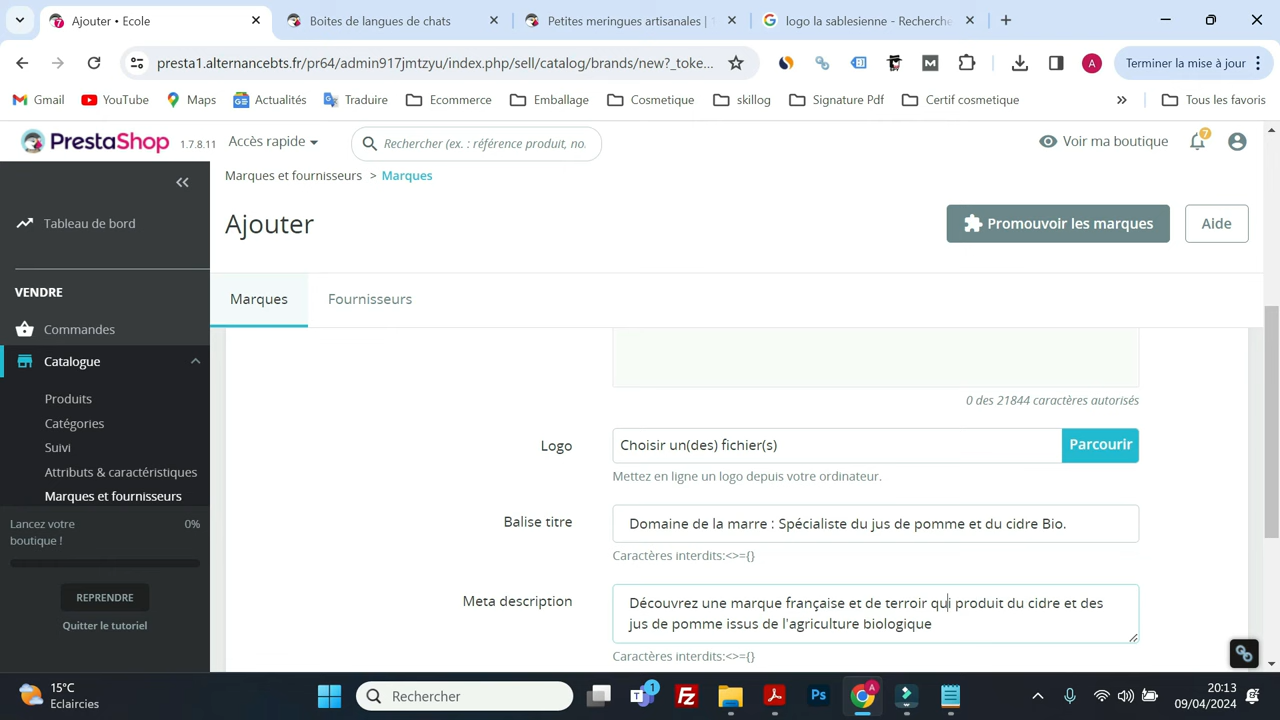 Ajouter • Ecole
Boites de langues de chats
Petites meringues artisanales |
logo la sablesienne - Recherche
presta1.alternancebts.fr/pr64/admin917jmtzyu/index.php/sell/catalog/brands/new?_toke...
A
Terminer la mise à jour
Gmail
YouTube
Maps
Actualités
Traduire
Ecommerce
Emballage
Cosmetique
skillog
Signature Pdf
Certif cosmetique
Tous les favoris
PrestaShop
1.7.8.11
Accès rapide
Rechercher (ex. : référence produit, no.
Voir ma boutique
7
Marques et fournisseurs > Marques
Ajouter
Promouvoir les marques
Aide
Tableau de bord
VENDRE
Commandes
Catalogue
Produits
Catégories
Suivi
Attributs & caractéristiques
Marques et fournisseurs
Lancez votre boutique !
0%
REPRENDRE
Quitter le tutoriel
Marques
Fournisseurs
0 des 21844 caractères autorisés
Logo
Choisir un(des) fichier(s)
Parcourir
Mettez en ligne un logo depuis votre ordinateur.
Balise titre
Domaine de la marre : Spécialiste du jus de pomme et du cidre Bio.
Caractères interdits:<>={}
Meta description
Découvrez une marque française et de terroir qui produit du cidre et des
jus de pomme issus de l'agriculture biologique
Caractères interdits:<>={}
15°C
Eclaircies
Rechercher
1
20:13
09/04/2024